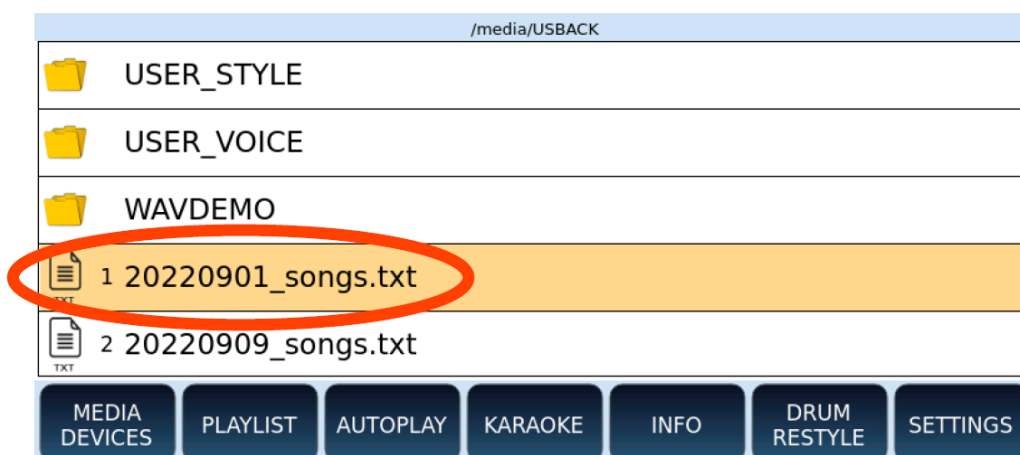 /media/USBACK
USER_STYLE
USER_VOICE
WAVDEMO
1 20220901_songs.txt
TXT
2 20220909_songs.txt
TXT
MEDIA DEVICES PLAYLIST AUTOPLAY KARAOKE INFO DRUM RESTYLE SETTINGS